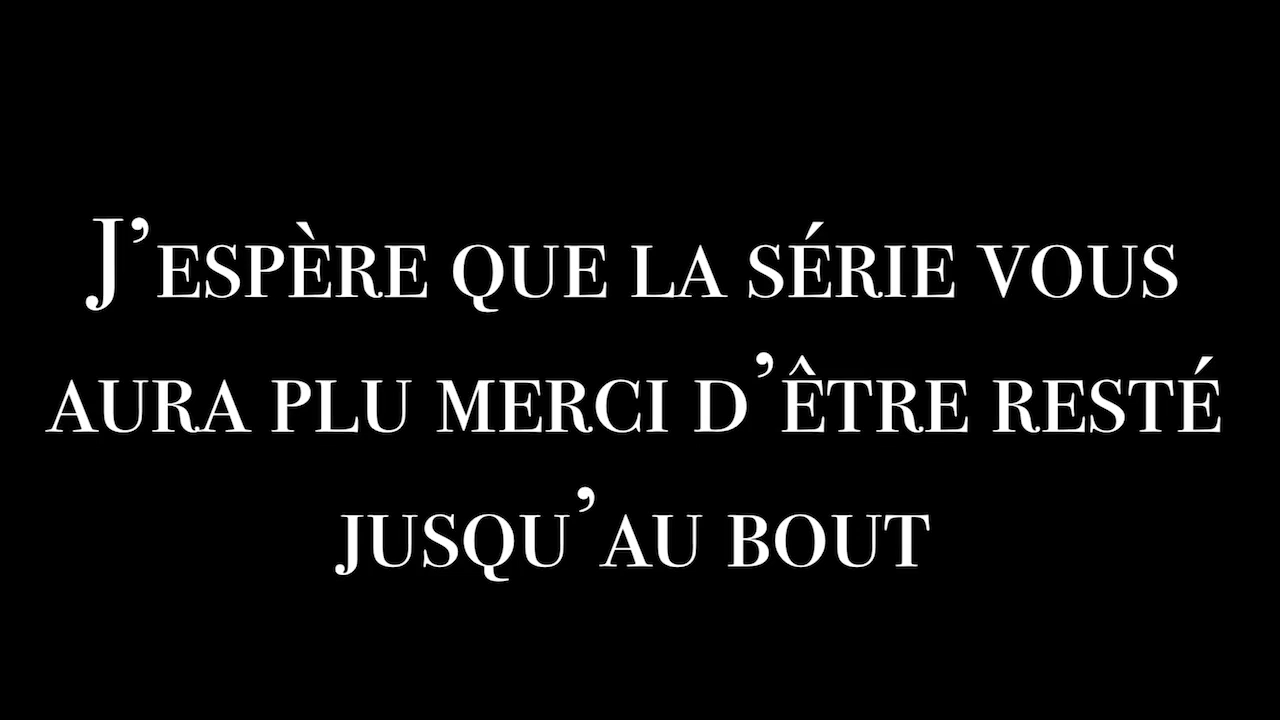 J’espère que la série vous
aura plu merci d’être resté
jusqu’au bout